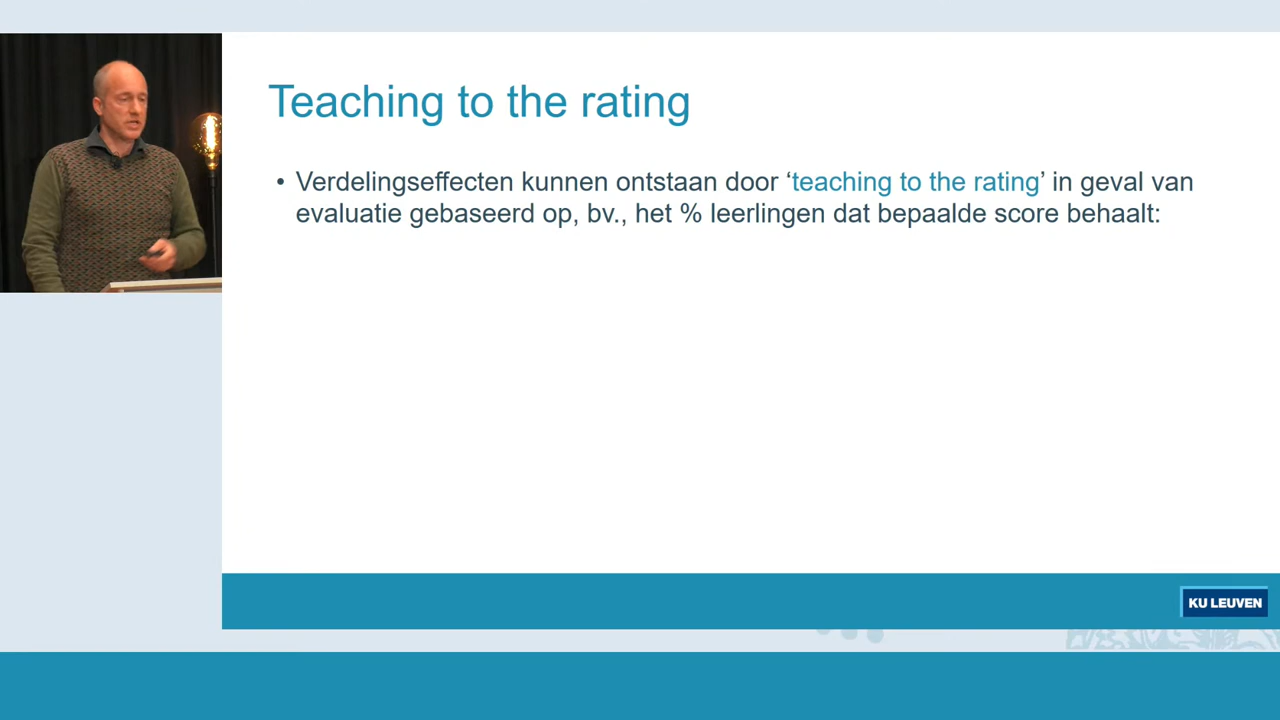 Teaching to the rating
• Verdelingseffecten kunnen ontstaan door ‘teaching to the rating’ in geval van
evaluatie gebaseerd op, bv., het % leerlingen dat bepaalde score behaalt:
KU LEUVEN